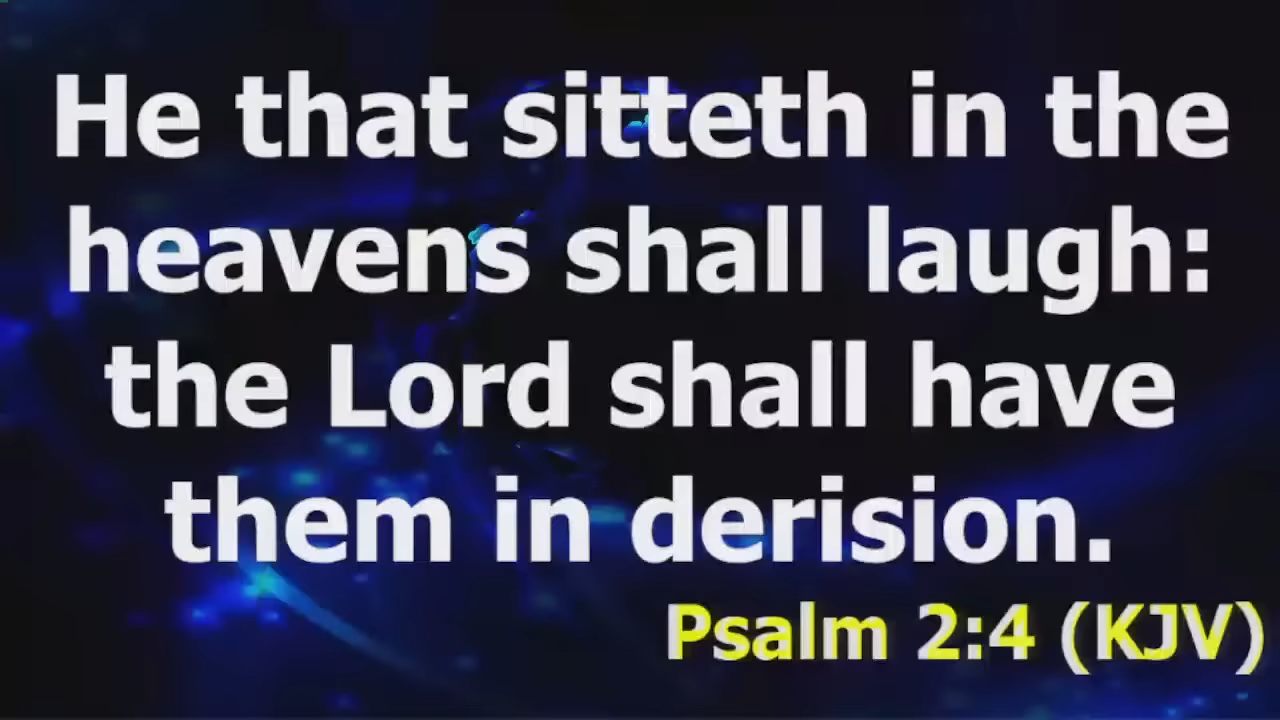 He that sitteth in the
heavens shall laugh:
the Lord shall have
them in derision.
Psalm 2:4 (KJV)